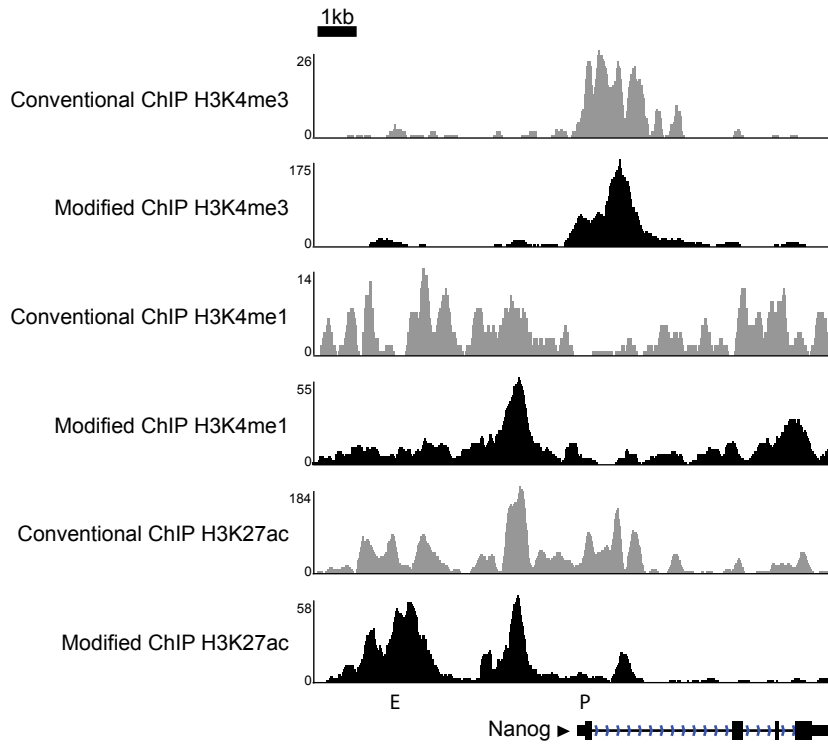 1kb
26
Conventional ChIP H3K4me3
0
175
Modified ChIP H3K4me3
0
14
Conventional ChIP H3K4me1
0
55
Modified ChIP H3K4me1
0
184
Conventional ChIP H3K27ac
0
58
Modified ChIP H3K27ac
0
E P
Nanog ►